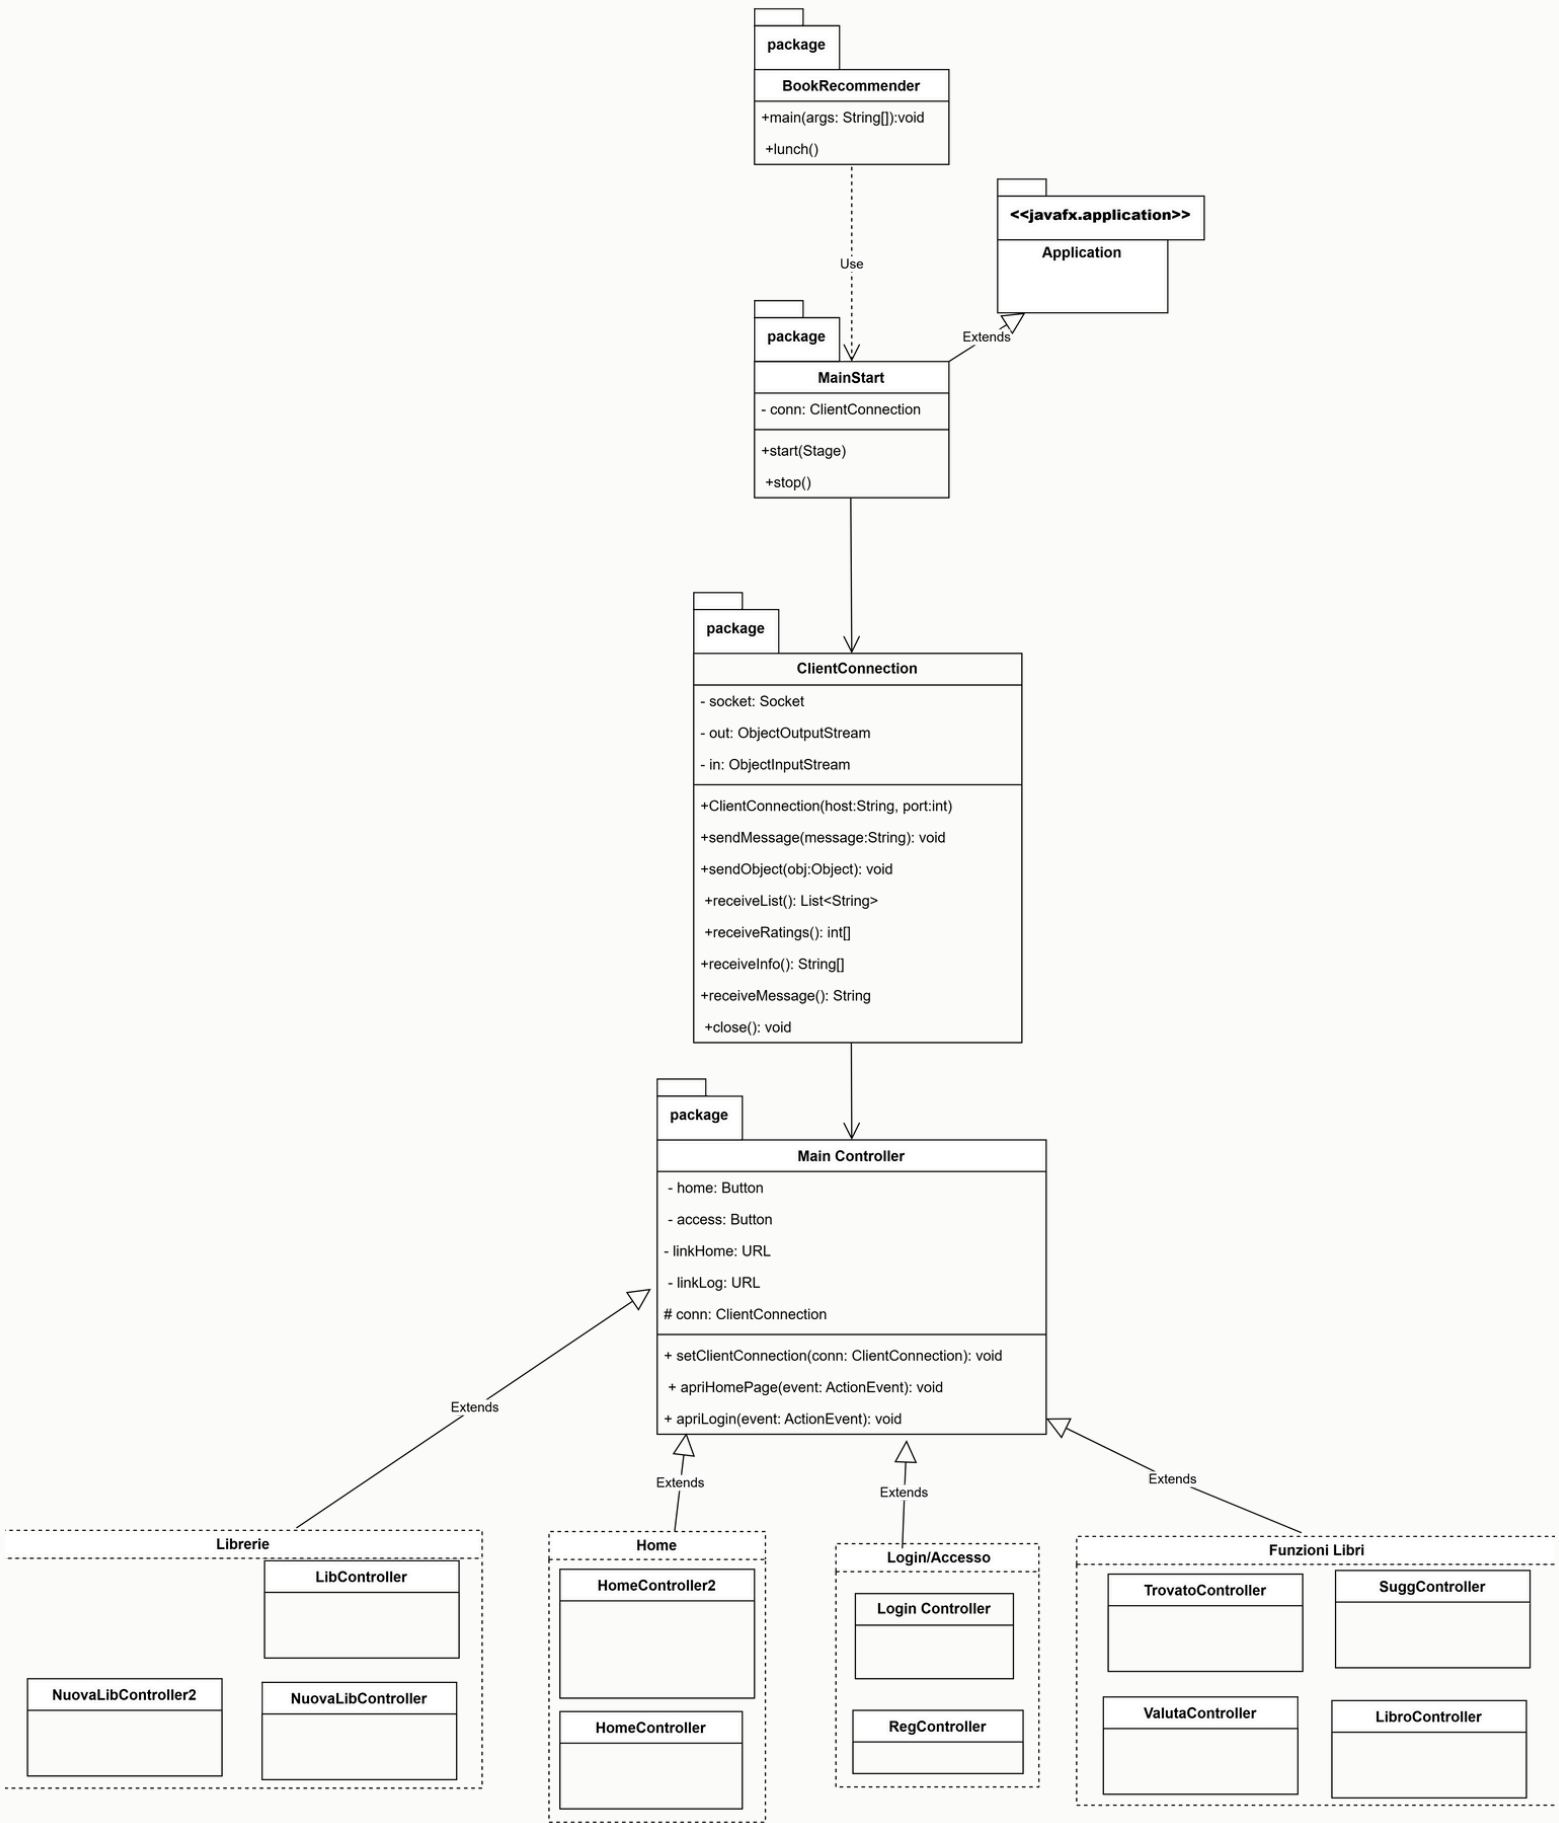 package
BookRecommender
+main(args: String[]):void
+lunch()
<<javafx.application>>
Application
Use
Extends
package
MainStart
- conn: ClientConnection
+start(Stage)
+stop()
package
ClientConnection
- socket: Socket
- out: ObjectOutputStream
- in: ObjectInputStream
+ClientConnection(host:String, port:int)
+sendMessage(message:String): void
+sendObject(obj:Object): void
+receiveList(): List<String>
+receiveRatings(): int[]
+receiveInfo(): String[]
+receiveMessage(): String
+close(): void
package
Main Controller
- home: Button
- access: Button
- linkHome: URL
- linkLog: URL
# conn: ClientConnection
+ setClientConnection(conn: ClientConnection): void
+ apriHomePage(event: ActionEvent): void
+ apriLogin(event: ActionEvent): void
Extends
Extends
Extends
Extends
Librerie
LibController
NuovaLibController2
NuovaLibController
Home
HomeController2
HomeController
Login/Accesso
Login Controller
RegController
Funzioni Libri
TrovatoController
SuggController
ValutaController
LibroController